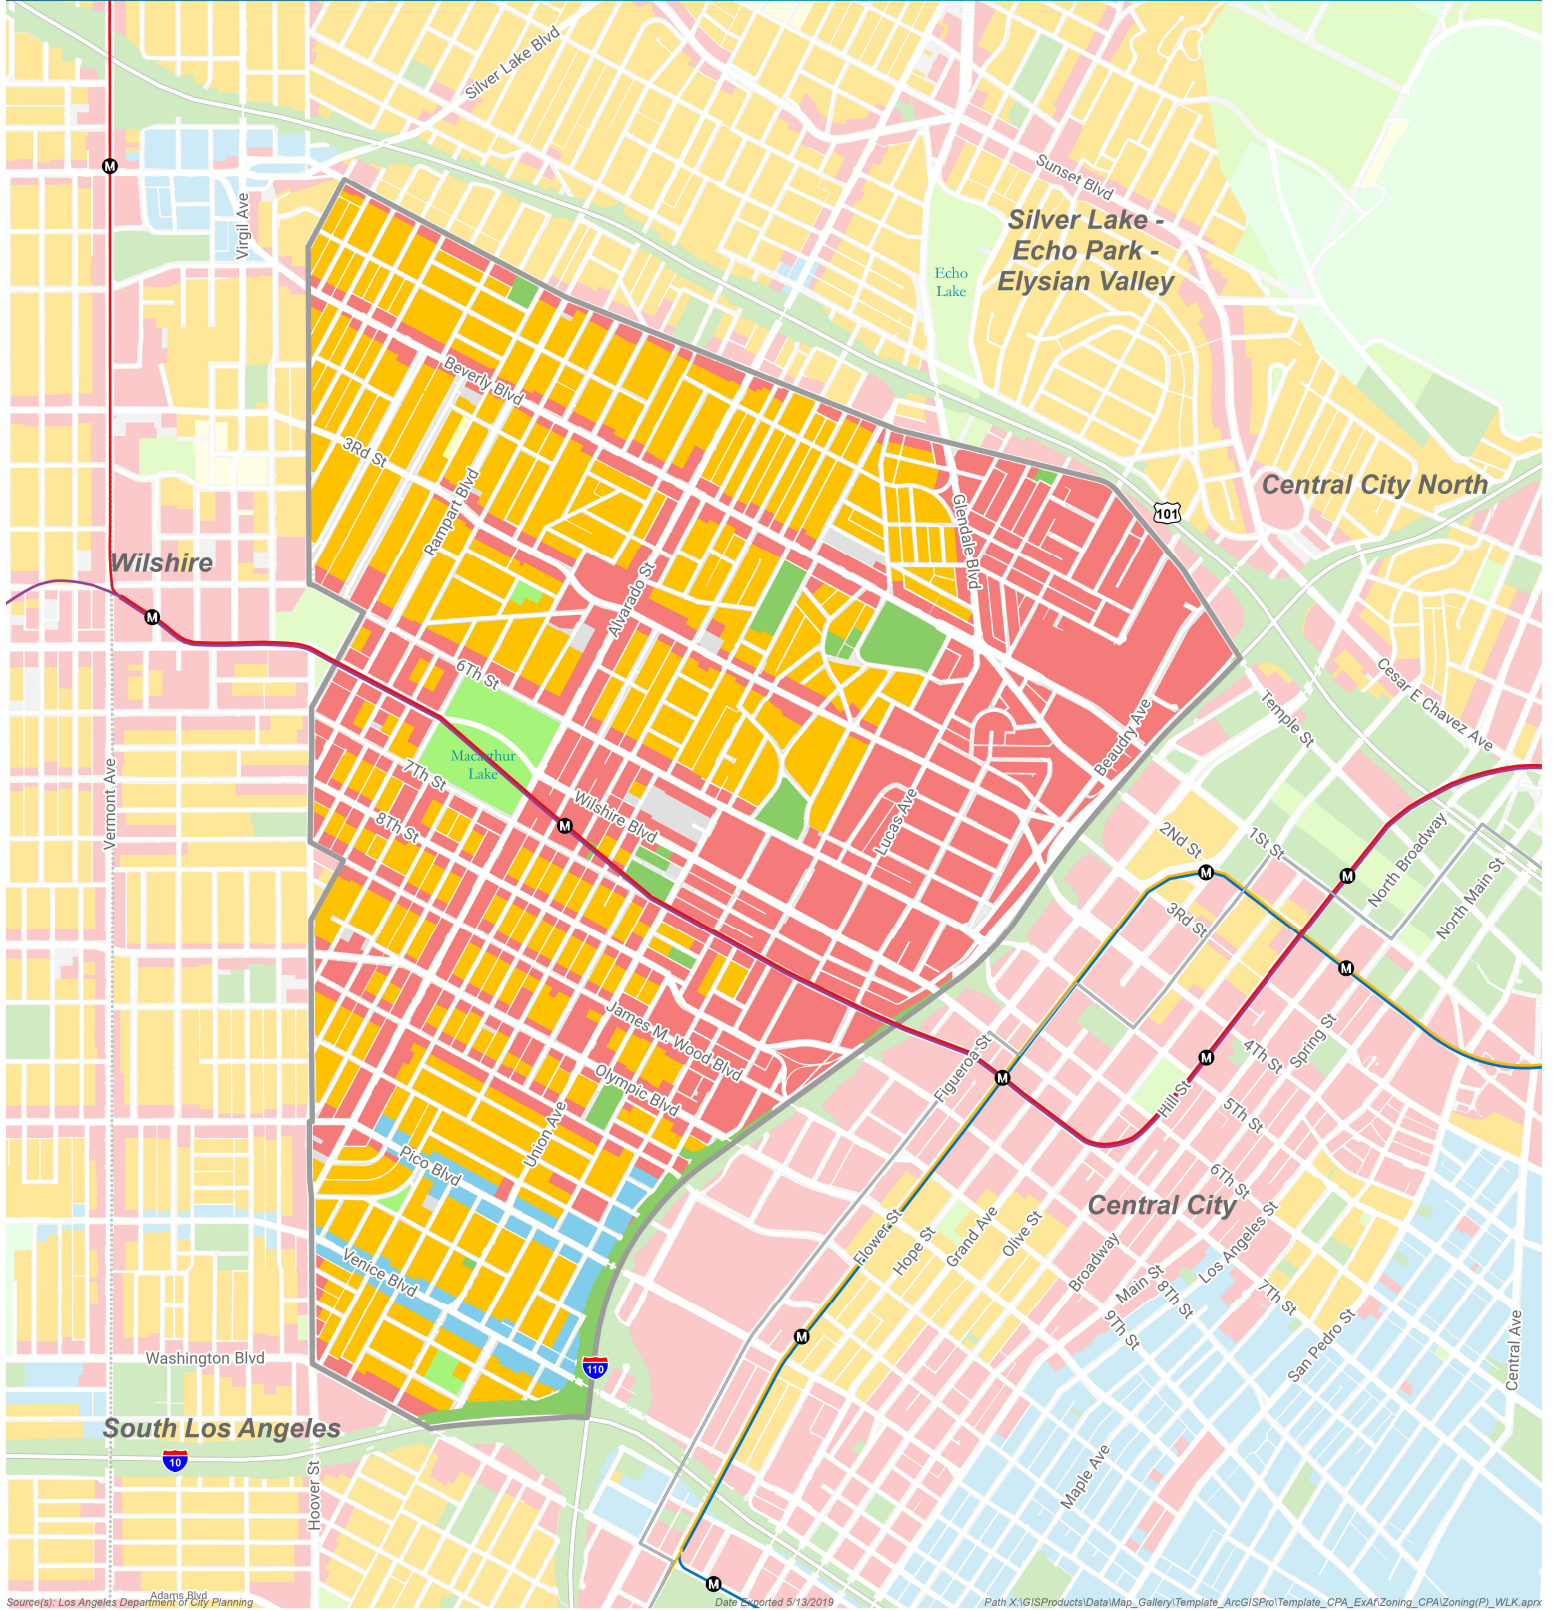 Silver Lake Blvd
M
Virgil Ave
Sunset Blvd
Silver Lake -
Echo Park -
Elysian Valley
Echo
Lake
Beverly Blvd
3Rd St
Rampart Blvd
Central City North
101
Glendale Blvd
Wilshire
M
Alvarado St
6Th St
Cesar E Chavez Ave
Temple St
Beaudry Ave
Macarthur
Lake
7Th St
Vermont Ave
Wilshire Blvd
8Th St
M
Lucas Ave
2Nd St
1St St
North Broadway
M
M
North Main St
3Rd St
M
James M. Wood Blvd
Figueroa St
Spring St
4Th St
M
M
Olympic Blvd
Hill St
5Th St
Union Ave
Pico Blvd
6Th St
Central City
Flower St
Hope St
Grand Ave
Olive St
Los Angeles St
Broadway
Main St
8Th St
7Th St
Venice Blvd
9Th St
San Pedro St
Central Ave
M
Washington Blvd
110
South Los Angeles
10
Hoover St
Maple Ave
M
Adams Blvd
Source(s): Los Angeles Department of City Planning
Date Exported 5/13/2019
Path X:\GISProducts\Data\Map_Gallery\Template_ArcGISPro\Template_CPA_ExAf\Zoning_CPA\Zoning(P)_WLK.aprx